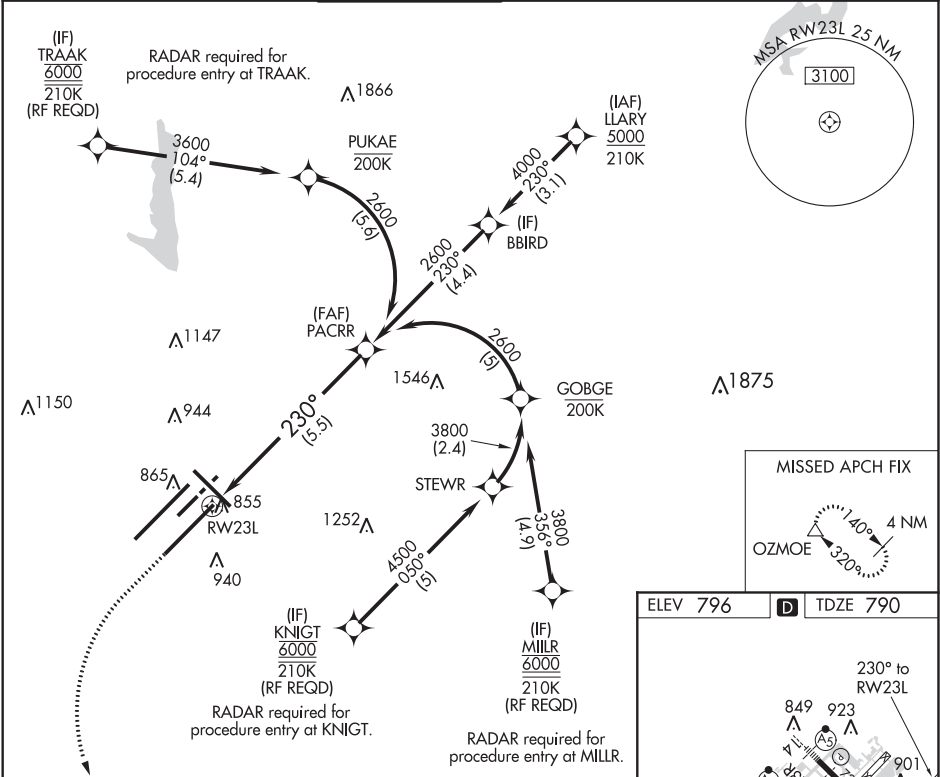 (IF)
TRAAK
6000
210K
(RF REQD)
RADAR required for
procedure entry at TRAAK.
1866
MSA RW23L 25 NM
3100
(IAF)
LLARY
5000
210K
3600
104°
(5.4)
PUKAE
200K
4000
230°
(3.1)
2600
(5.6)
(IF)
BBIRD
2600
230°
(4.4)
(FAF)
PACRR
1147
2600
(5)
1546
1875
GOBGE
200K
1150
944
230°
(5.5)
3800
(2.4)
MISSED APCH FIX
865
855
RW23L
STEWR
1252
3800
356°
(4.9)
140°
4 NM
OZMOE
320°
940
4500
050°
(5)
ELEV 796
D
TDZE 790
(IF)
KNIGT
6000
210K
(RF REQD)
RADAR required for
procedure entry at KNIGT.
(IF)
MIILR
6000
210K
(RF REQD)
RADAR required for
procedure entry at MILLR.
230° to
RW23L
849
923
A5
P
901